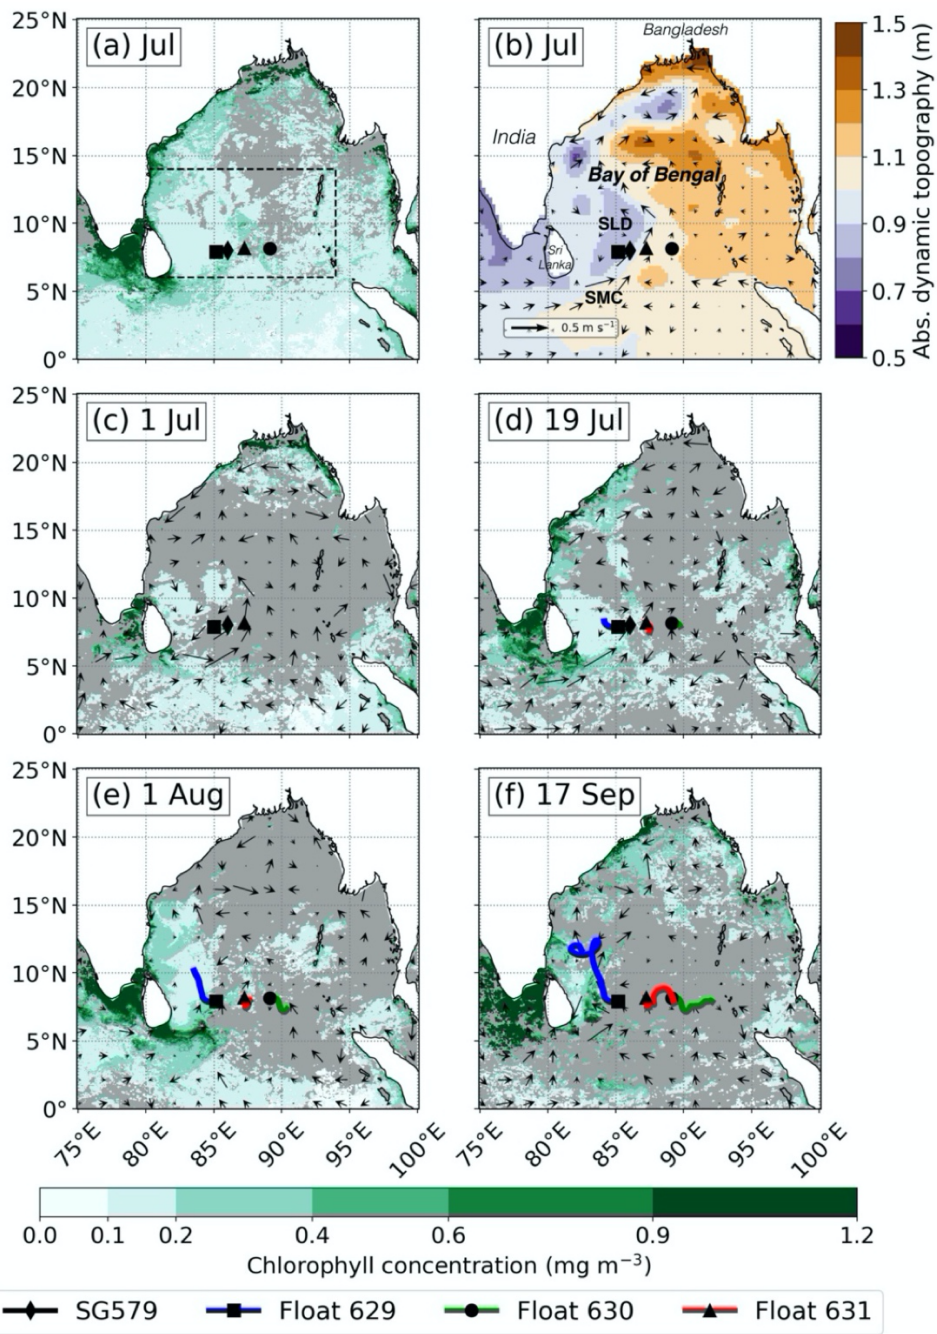 25°N
20°N
15°N
10°N
5°N
0°
(a) Jul
(b) Jul
Bangladesh
India
Bay of Bengal
SLD
Sri
Lanka
SMC
0.5 m s⁻¹
1.5
1.3
1.1
0.9
0.7
0.5
Abs. dynamic topography (m)
25°N
20°N
15°N
10°N
5°N
0°
(c) 1 Jul
(d) 19 Jul
25°N
20°N
15°N
10°N
5°N
0°
(e) 1 Aug
(f) 17 Sep
75°E
80°E
85°E
90°E
95°E
100°E
75°E
80°E
85°E
90°E
95°E
100°E
0.0
0.1
0.2
0.4
0.6
0.9
1.2
Chlorophyll concentration (mg m⁻³)
SG579
Float 629
Float 630
Float 631